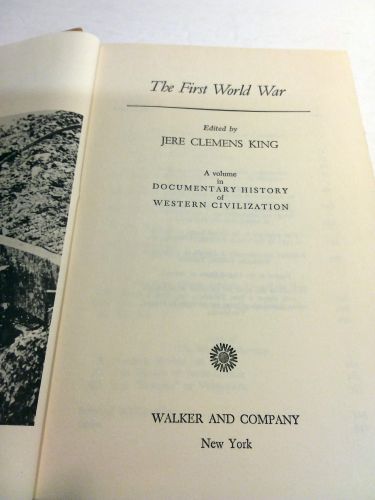 The First World War
Edited by
JERE CLEMENS KING
A volume
in
DOCUMENTARY HISTORY
of
WESTERN CIVILIZATION
WALKER AND COMPANY
New York